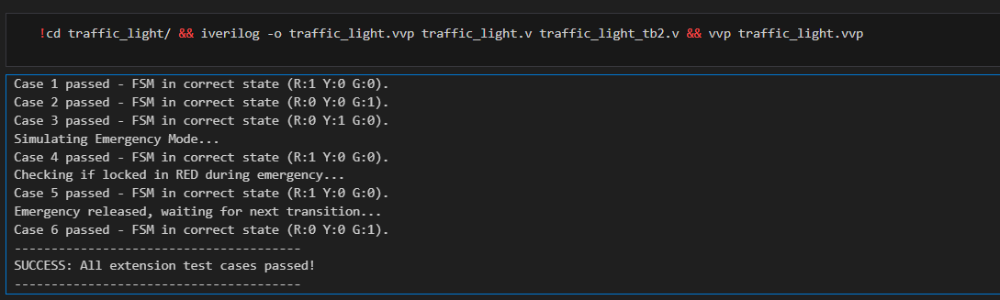 !cd traffic_light/ && iverilog -o traffic_light.vvp traffic_light.v traffic_light_tb2.v && vvp traffic_light.vvp
Case 1 passed - FSM in correct state (R:1 Y:0 G:0).
Case 2 passed - FSM in correct state (R:0 Y:0 G:1).
Case 3 passed - FSM in correct state (R:0 Y:1 G:0).
Simulating Emergency Mode...
Case 4 passed - FSM in correct state (R:1 Y:0 G:0).
Checking if locked in RED during emergency...
Case 5 passed - FSM in correct state (R:1 Y:0 G:0).
Emergency released, waiting for next transition...
Case 6 passed - FSM in correct state (R:0 Y:0 G:1).
---------------------------------------
SUCCESS: All extension test cases passed!
---------------------------------------